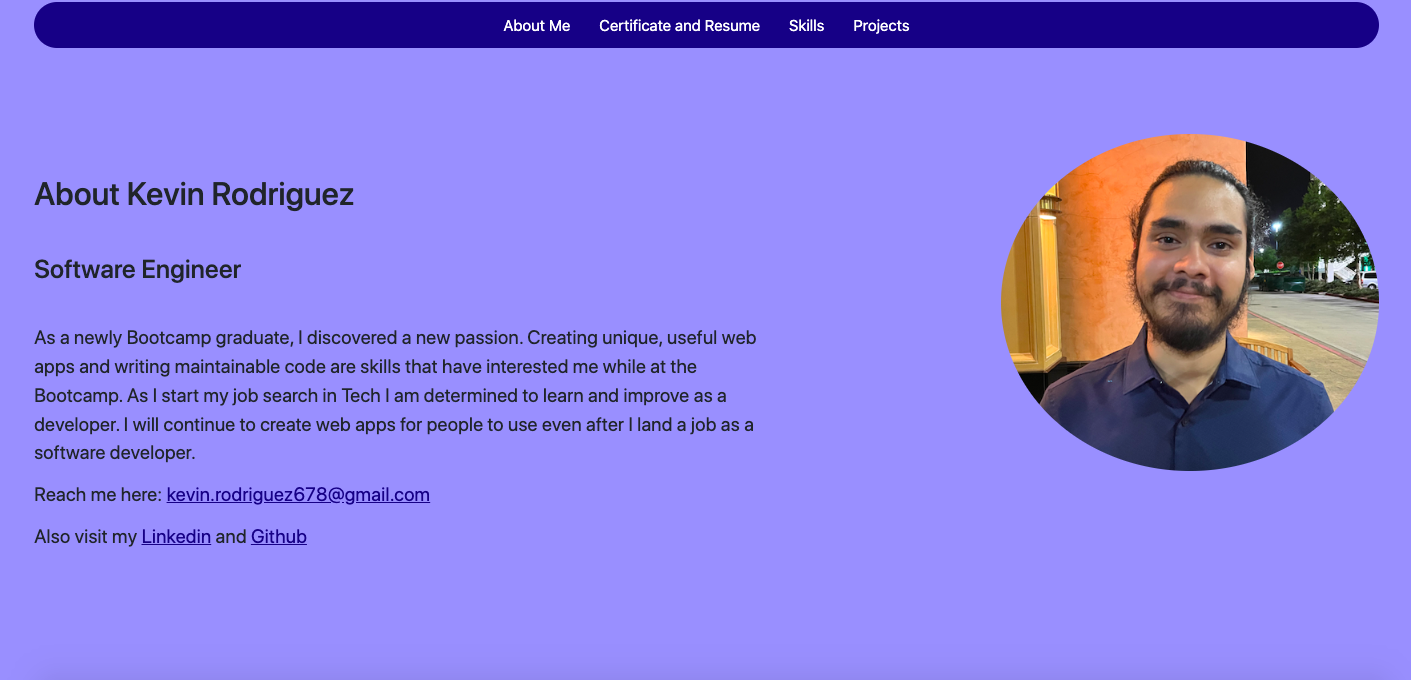 About Me Certificate and Resume Skills Projects
About Kevin Rodriguez
Software Engineer
As a newly Bootcamp graduate, I discovered a new passion. Creating unique, useful web
apps and writing maintainable code are skills that have interested me while at the
Bootcamp. As I start my job search in Tech I am determined to learn and improve as a
developer. I will continue to create web apps for people to use even after I land a job as a
software developer.
Reach me here: kevin.rodriguez678@gmail.com
Also visit my Linkedin and Github